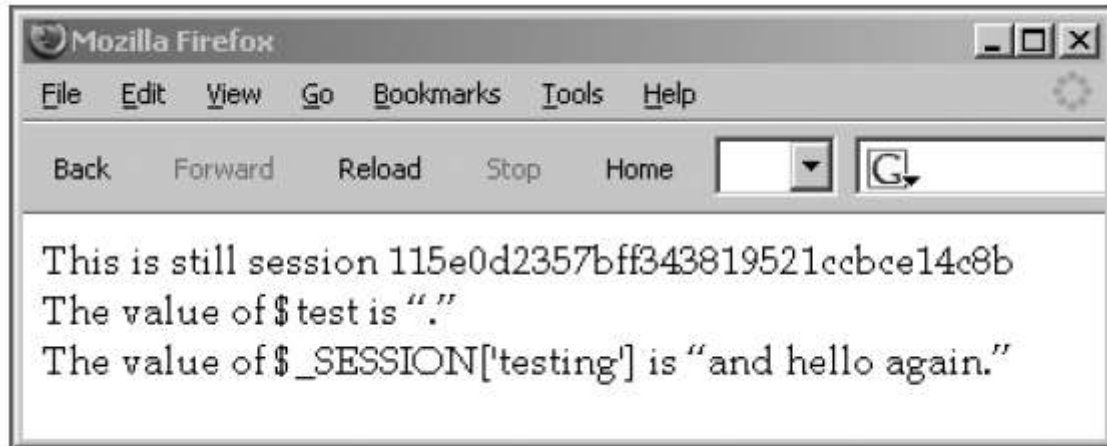 Mozilla Firefox
File Edit View Go Bookmarks Tools Help
Back Forward Reload Stop Home G
This is still session 115e0d2357bff343819521ccbce14c8b
The value of $test is “.”
The value of $_SESSION['testing'] is “and hello again.”